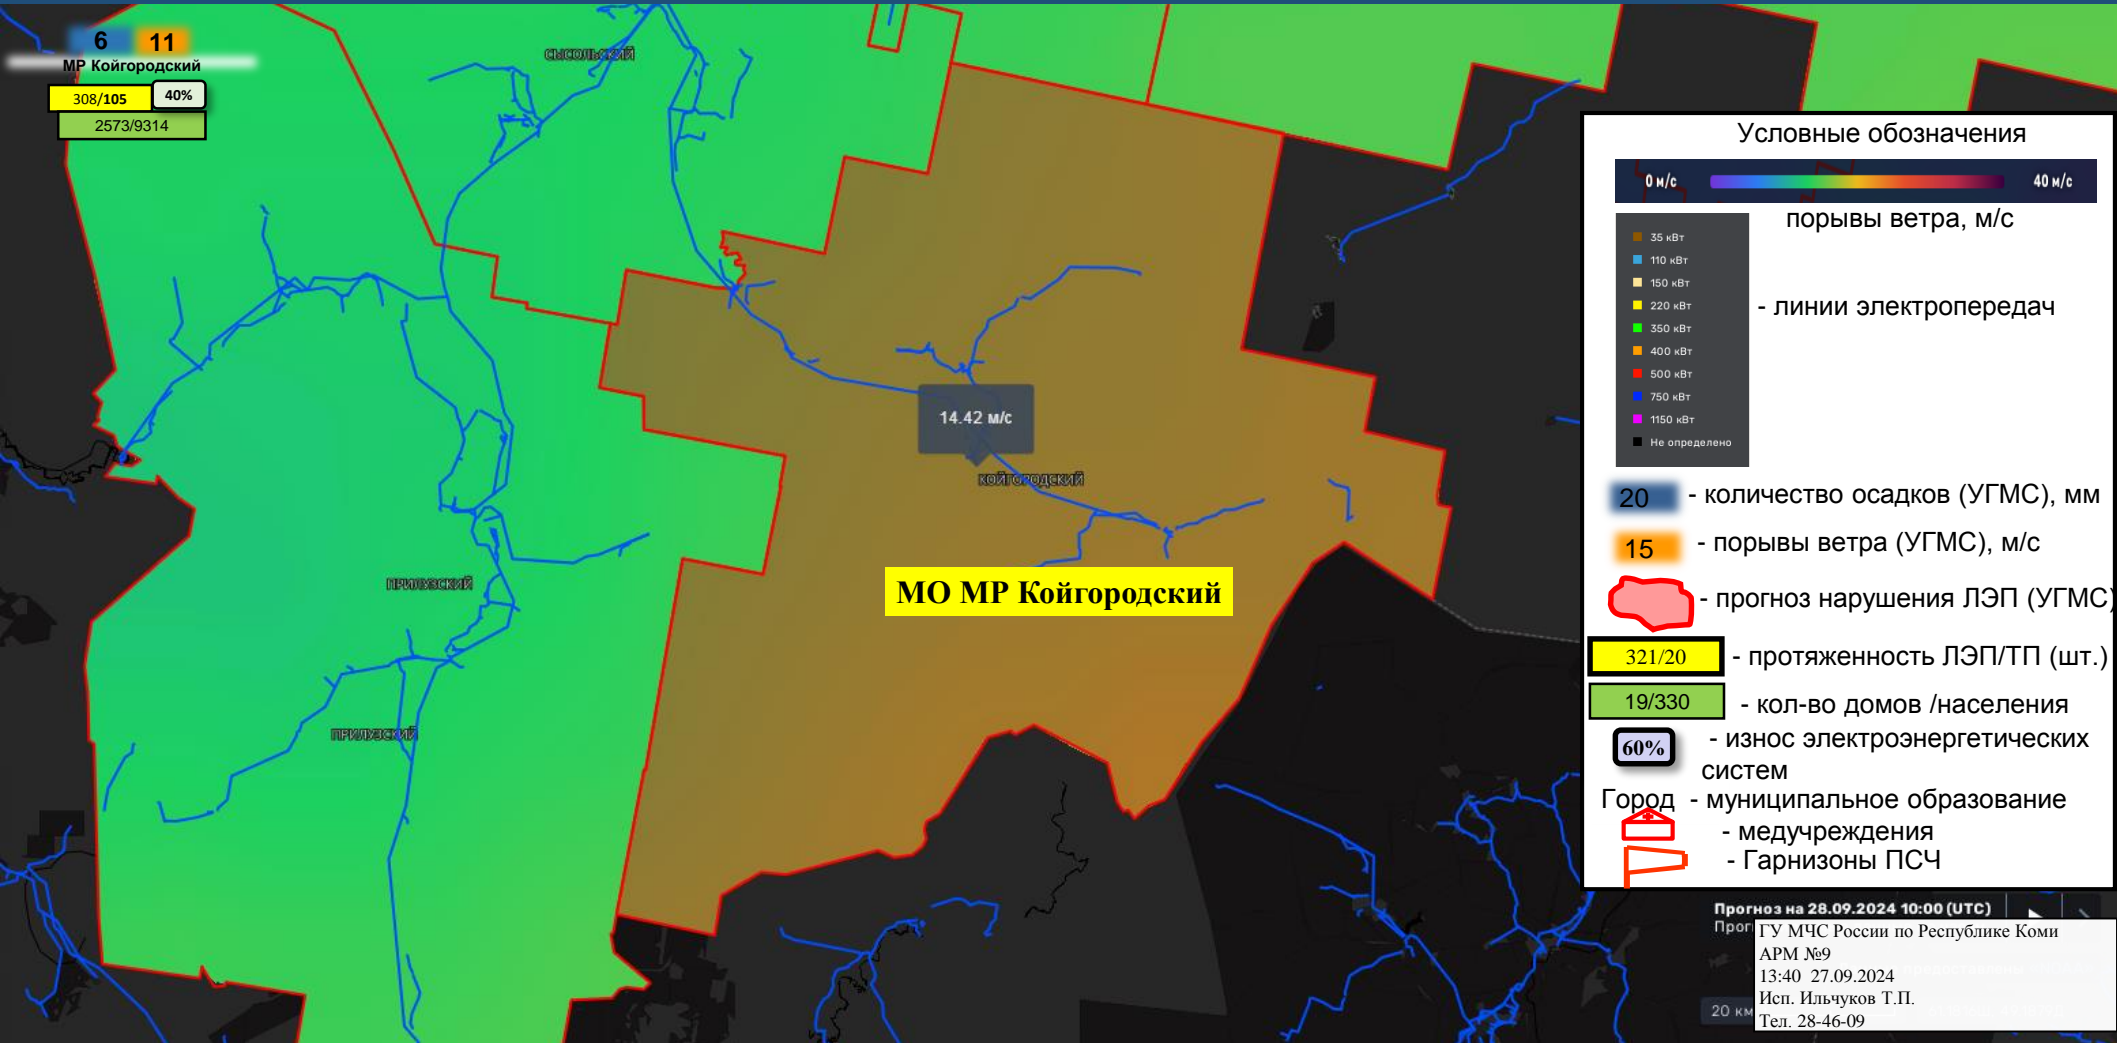 6 11
МР Койгородский
308/105 40%
2573/9314
СЫСОЛЬСКИЙ
14.42 м/с
КОЙГОРОДСКИЙ
МО МР Койгородский
ПРИЛУЗСКИЙ
ПРИЛУЗСКИЙ
Условные обозначения
0 м/с 40 м/с
порывы ветра, м/с
35 кВт
110 кВт
150 кВт
220 кВт
350 кВт
400 кВт
500 кВт
750 кВт
1150 кВт
Не определено
- линии электропередач
20 - количество осадков (УГМС), мм
15 - порывы ветра (УГМС), м/с
- прогноз нарушения ЛЭП (УГМС)
321/20 - протяженность ЛЭП/ТП (шт.)
19/330 - кол-во домов /населения
60% - износ электроэнергетических
систем
Город - муниципальное образование
- медучреждения
- Гарнизоны ПСЧ
Прогноз на 28.09.2024 10:00 (UTC)
ГУ МЧС России по Республике Коми
АРМ №9
13:40 27.09.2024
Исп. Ильчуков Т.П.
Тел. 28-46-09
20 км